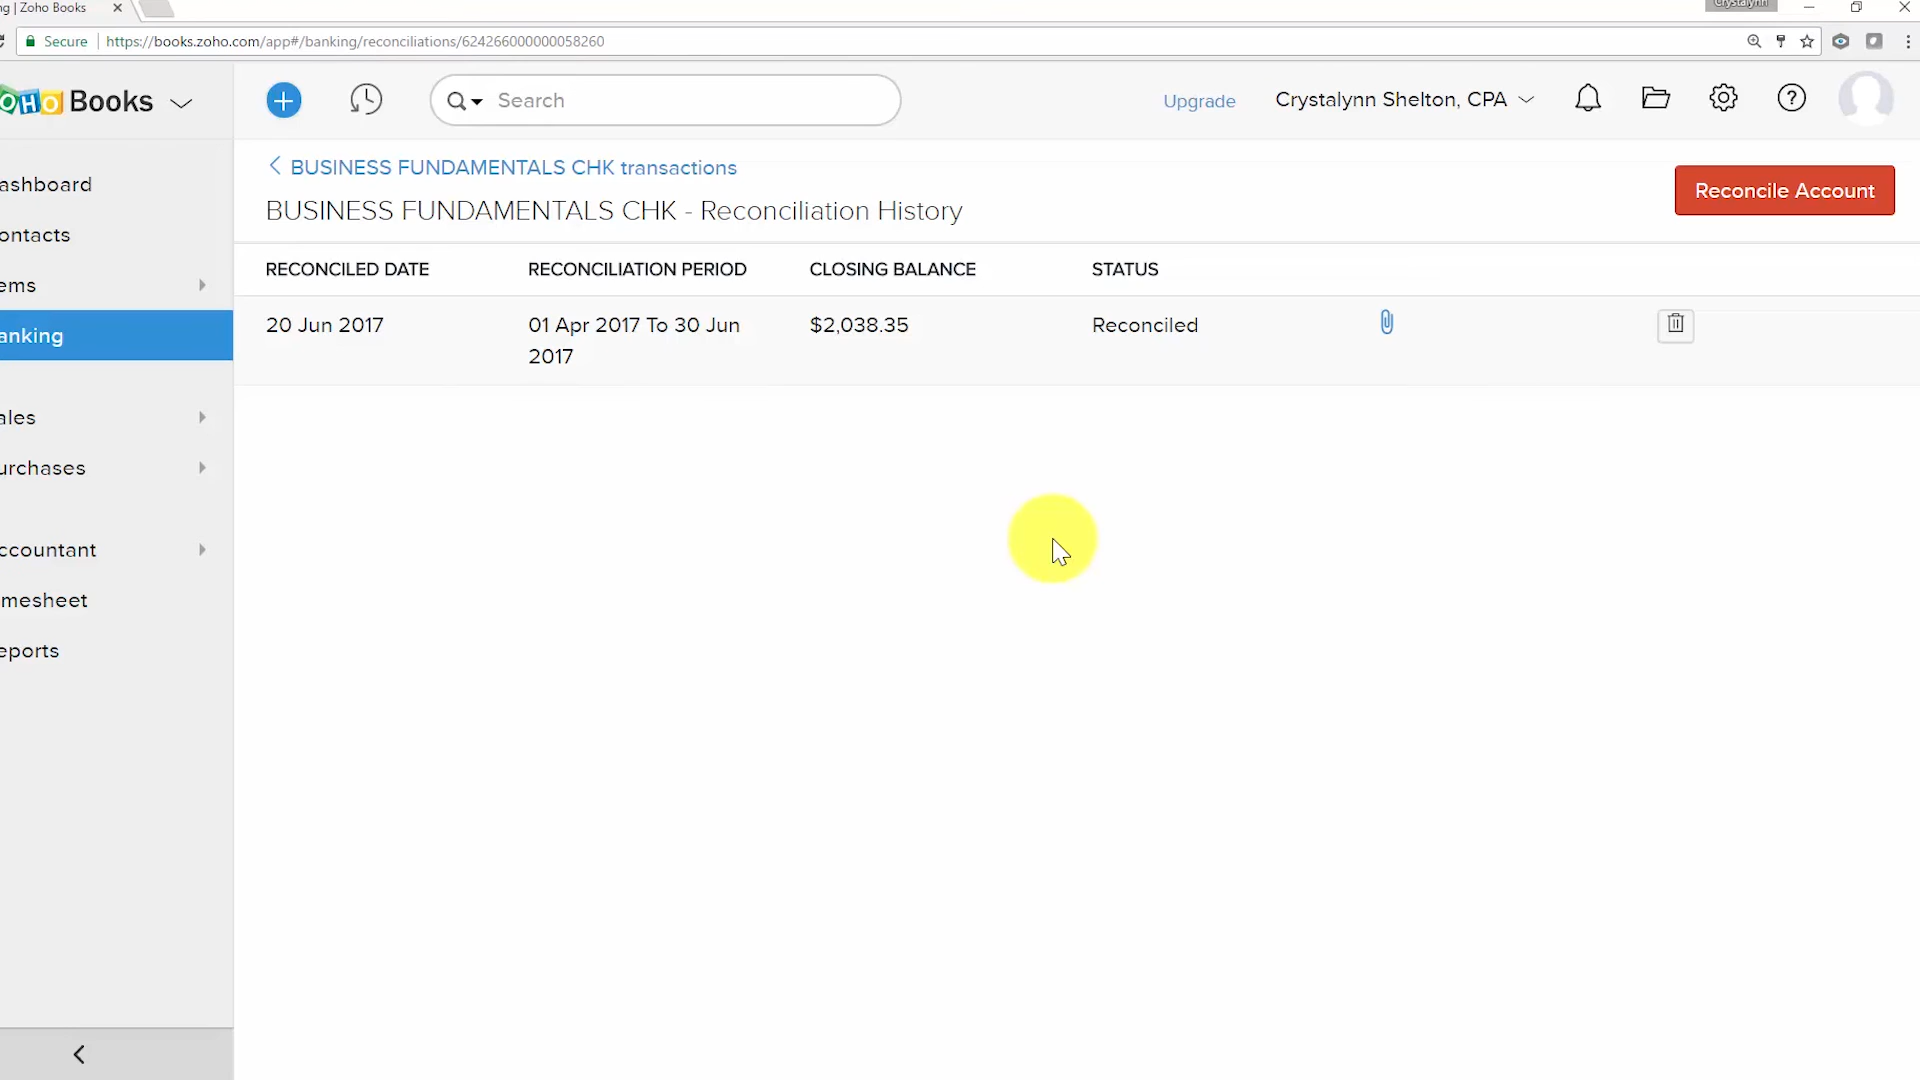 ng | Zoho Books
Crystalynn
Secure https://books.zoho.com/app#/banking/reconciliations/624266000000058260
ZOHO Books
Search
Upgrade
Crystalynn Shelton, CPA
ashboard
ontacts
ems
anking
ales
urchases
ccountant
mesheet
eports
BUSINESS FUNDAMENTALS CHK transactions
BUSINESS FUNDAMENTALS CHK - Reconciliation History
Reconcile Account
RECONCILED DATE RECONCILIATION PERIOD CLOSING BALANCE STATUS
20 Jun 2017 01 Apr 2017 To 30 Jun $2,038.35 Reconciled
2017